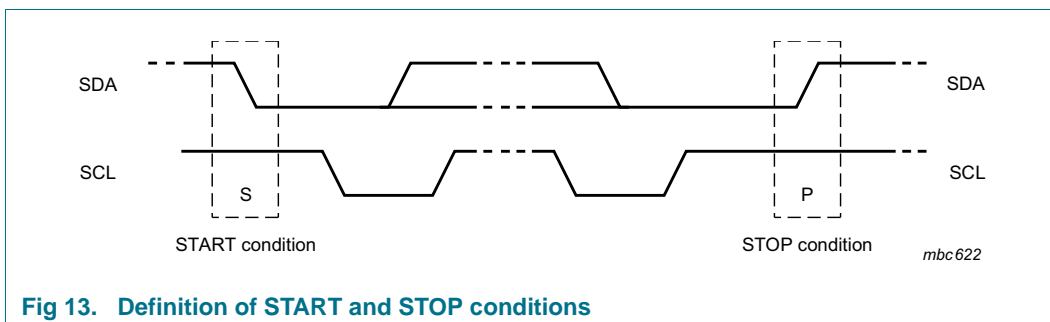 SDA SDA
SCL SCL
S P
START condition STOP condition
mbc622
Fig 13. Definition of START and STOP conditions